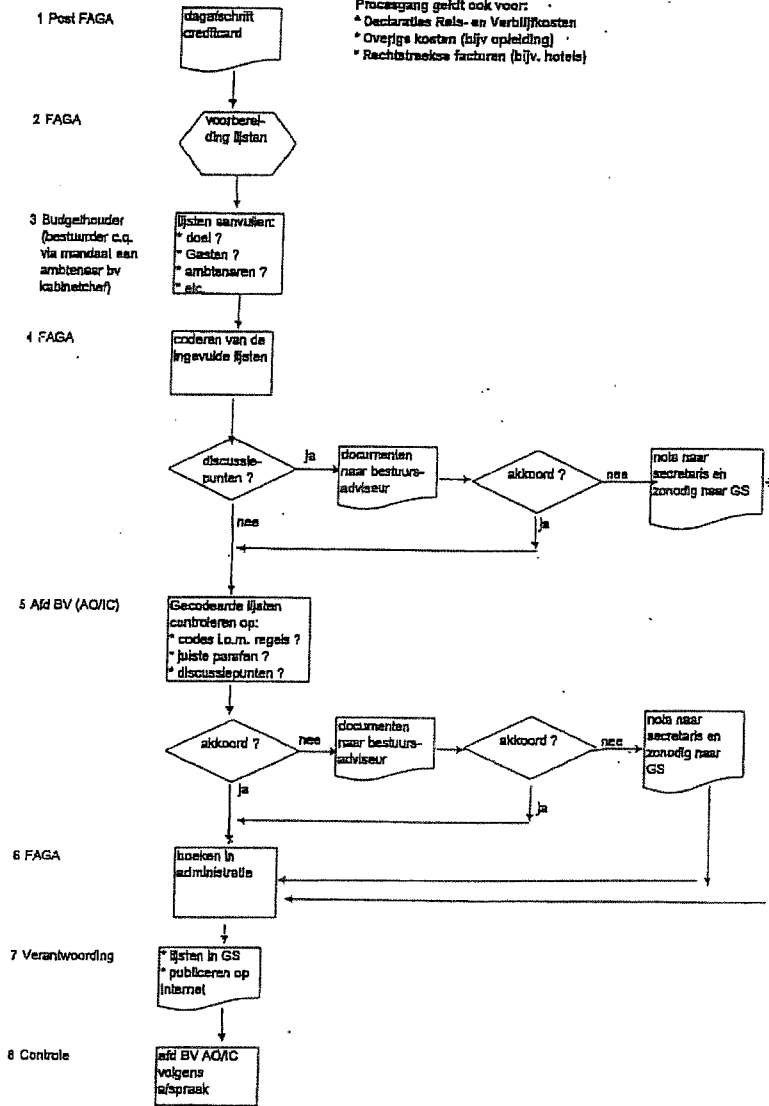 Procesgang geldt ook voor:
* Declaraties Reis- en Verblijfkosten
* Overige kosten (bijv opleiding)
* Rechtstreekse facturen (bijv. hotels)
1 Post FAGA
dagafschrift
creditcard
2 FAGA
voorberei-
ding lijsten
3 Budgethouder
(bestuurder c.q.
via mandaat aan
ambtenaar bv
kabinetchef)
lijsten aanvullen:
* doel ?
* Gasten ?
* ambtenaren ?
* etc.
4 FAGA
coderen van de
ingevulde lijsten
discussie-
punten ?
ja
documenten
naar bestuurs-
adviseur
akkoord ?
nee
nota naar
secretaris en
zonodig naar GS
nee
ja
5 Afd BV (AO/IC)
Gecodeerde lijsten
controleren op:
* codes i.o.m. regels ?
* juiste parafen ?
* discussiepunten ?
akkoord ?
nee
documenten
naar bestuurs-
adviseur
akkoord ?
nee
nota naar
secretaris en
zonodig naar
GS
ja
ja
6 FAGA
boeken in
administratie
7 Verantwoording
* lijsten in GS
* publiceren op
internet
8 Controle
afd BV AO/IC
volgens
afspraak